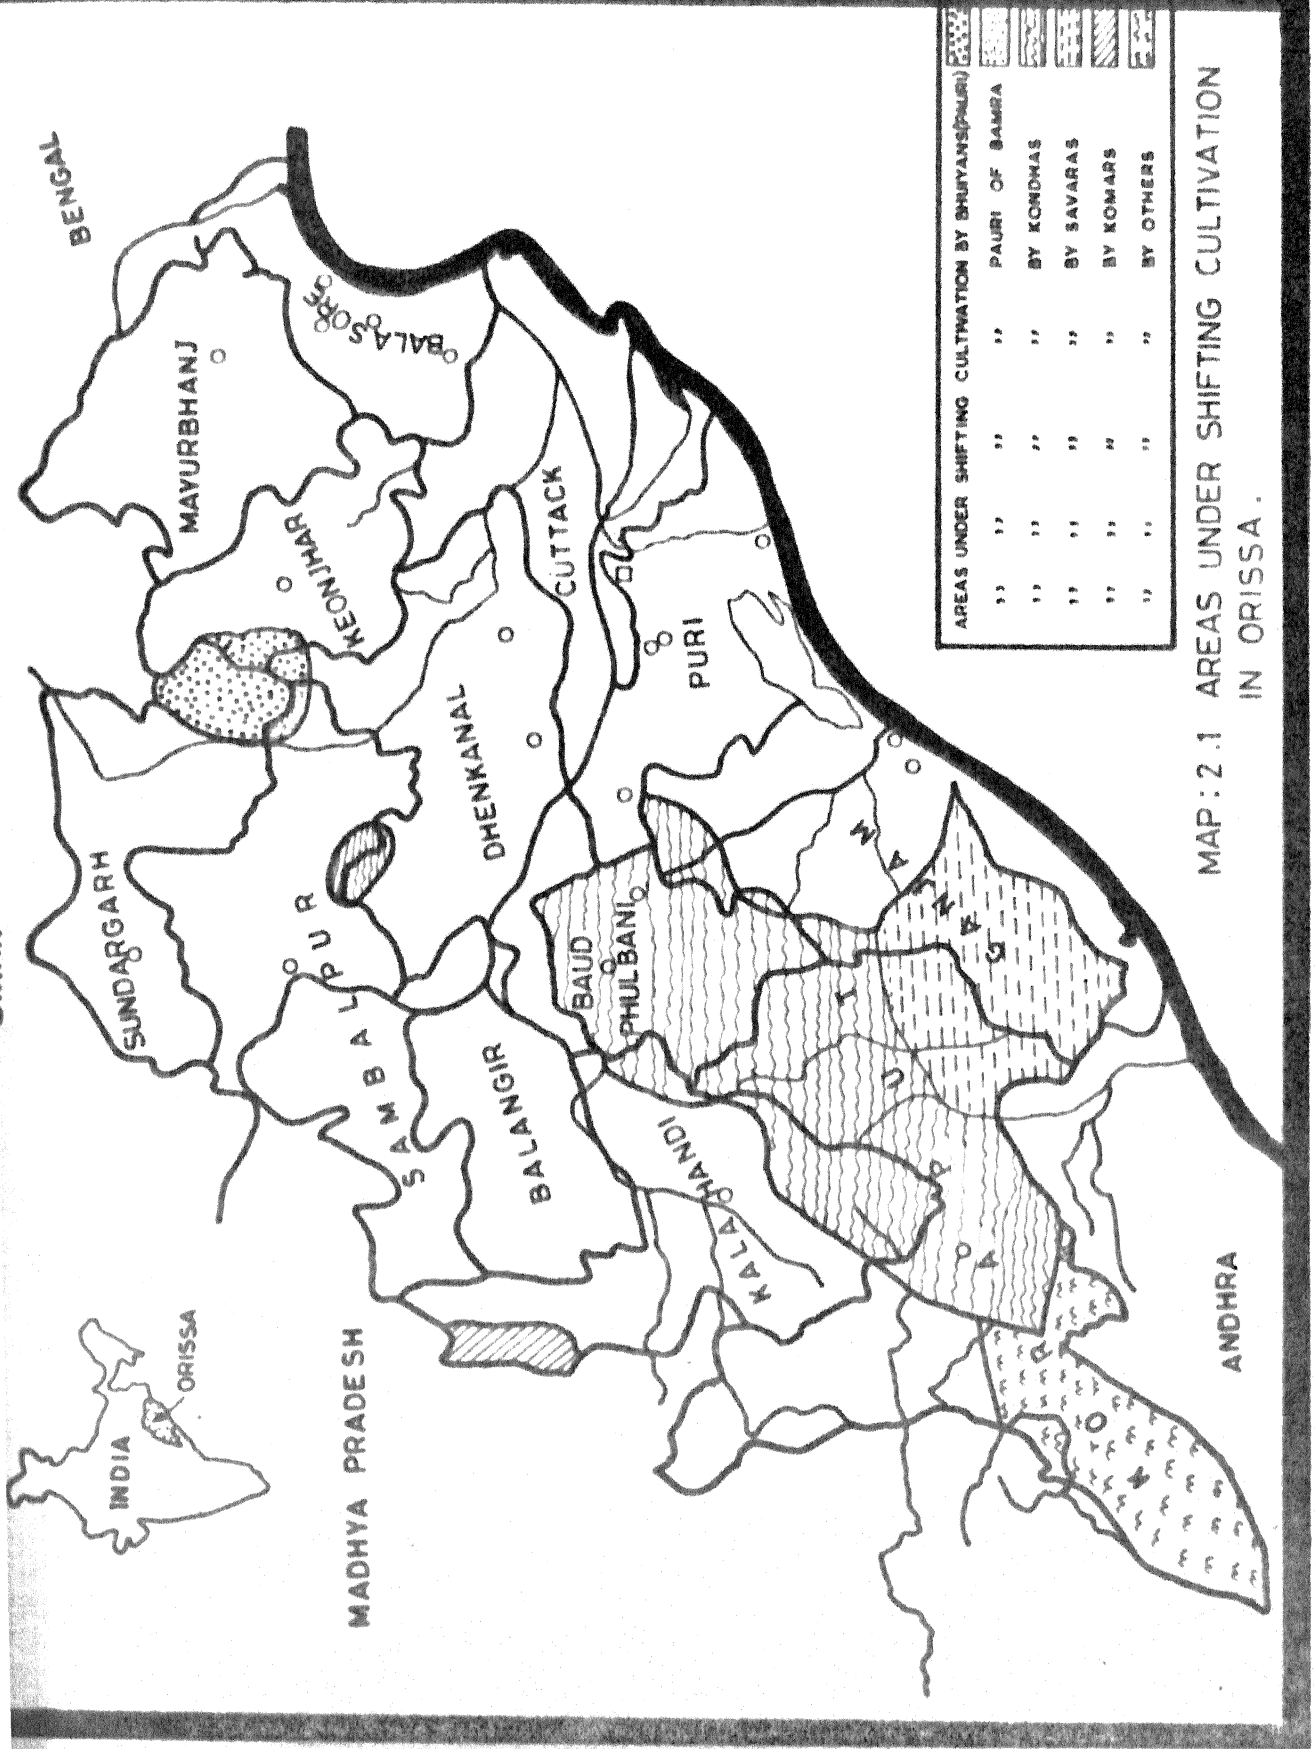 BENGAL
MAYURBHANJ
BALASORE
KEONJHAR
CUTTACK
SUNDARGARH
DHENKANAL
PURI
SAMBALPUR
BAUD
PHULBANI
BALANGIR
GANJAM
KALAHANDI
KORAPUT
INDIA
ORISSA
MADHYA PRADESH
ANDHRA
AREAS UNDER SHIFTING CULTIVATION BY BHUIYANS(PAURI)
,, ,, ,, ,, PAURI OF BAMRA
,, ,, ,, ,, BY KONDHAS
,, ,, ,, ,, BY SAVARAS
,, ,, ,, ,, BY KOMARS
,, ,, ,, ,, BY OTHERS
MAP:2.1 AREAS UNDER SHIFTING CULTIVATION
IN ORISSA.